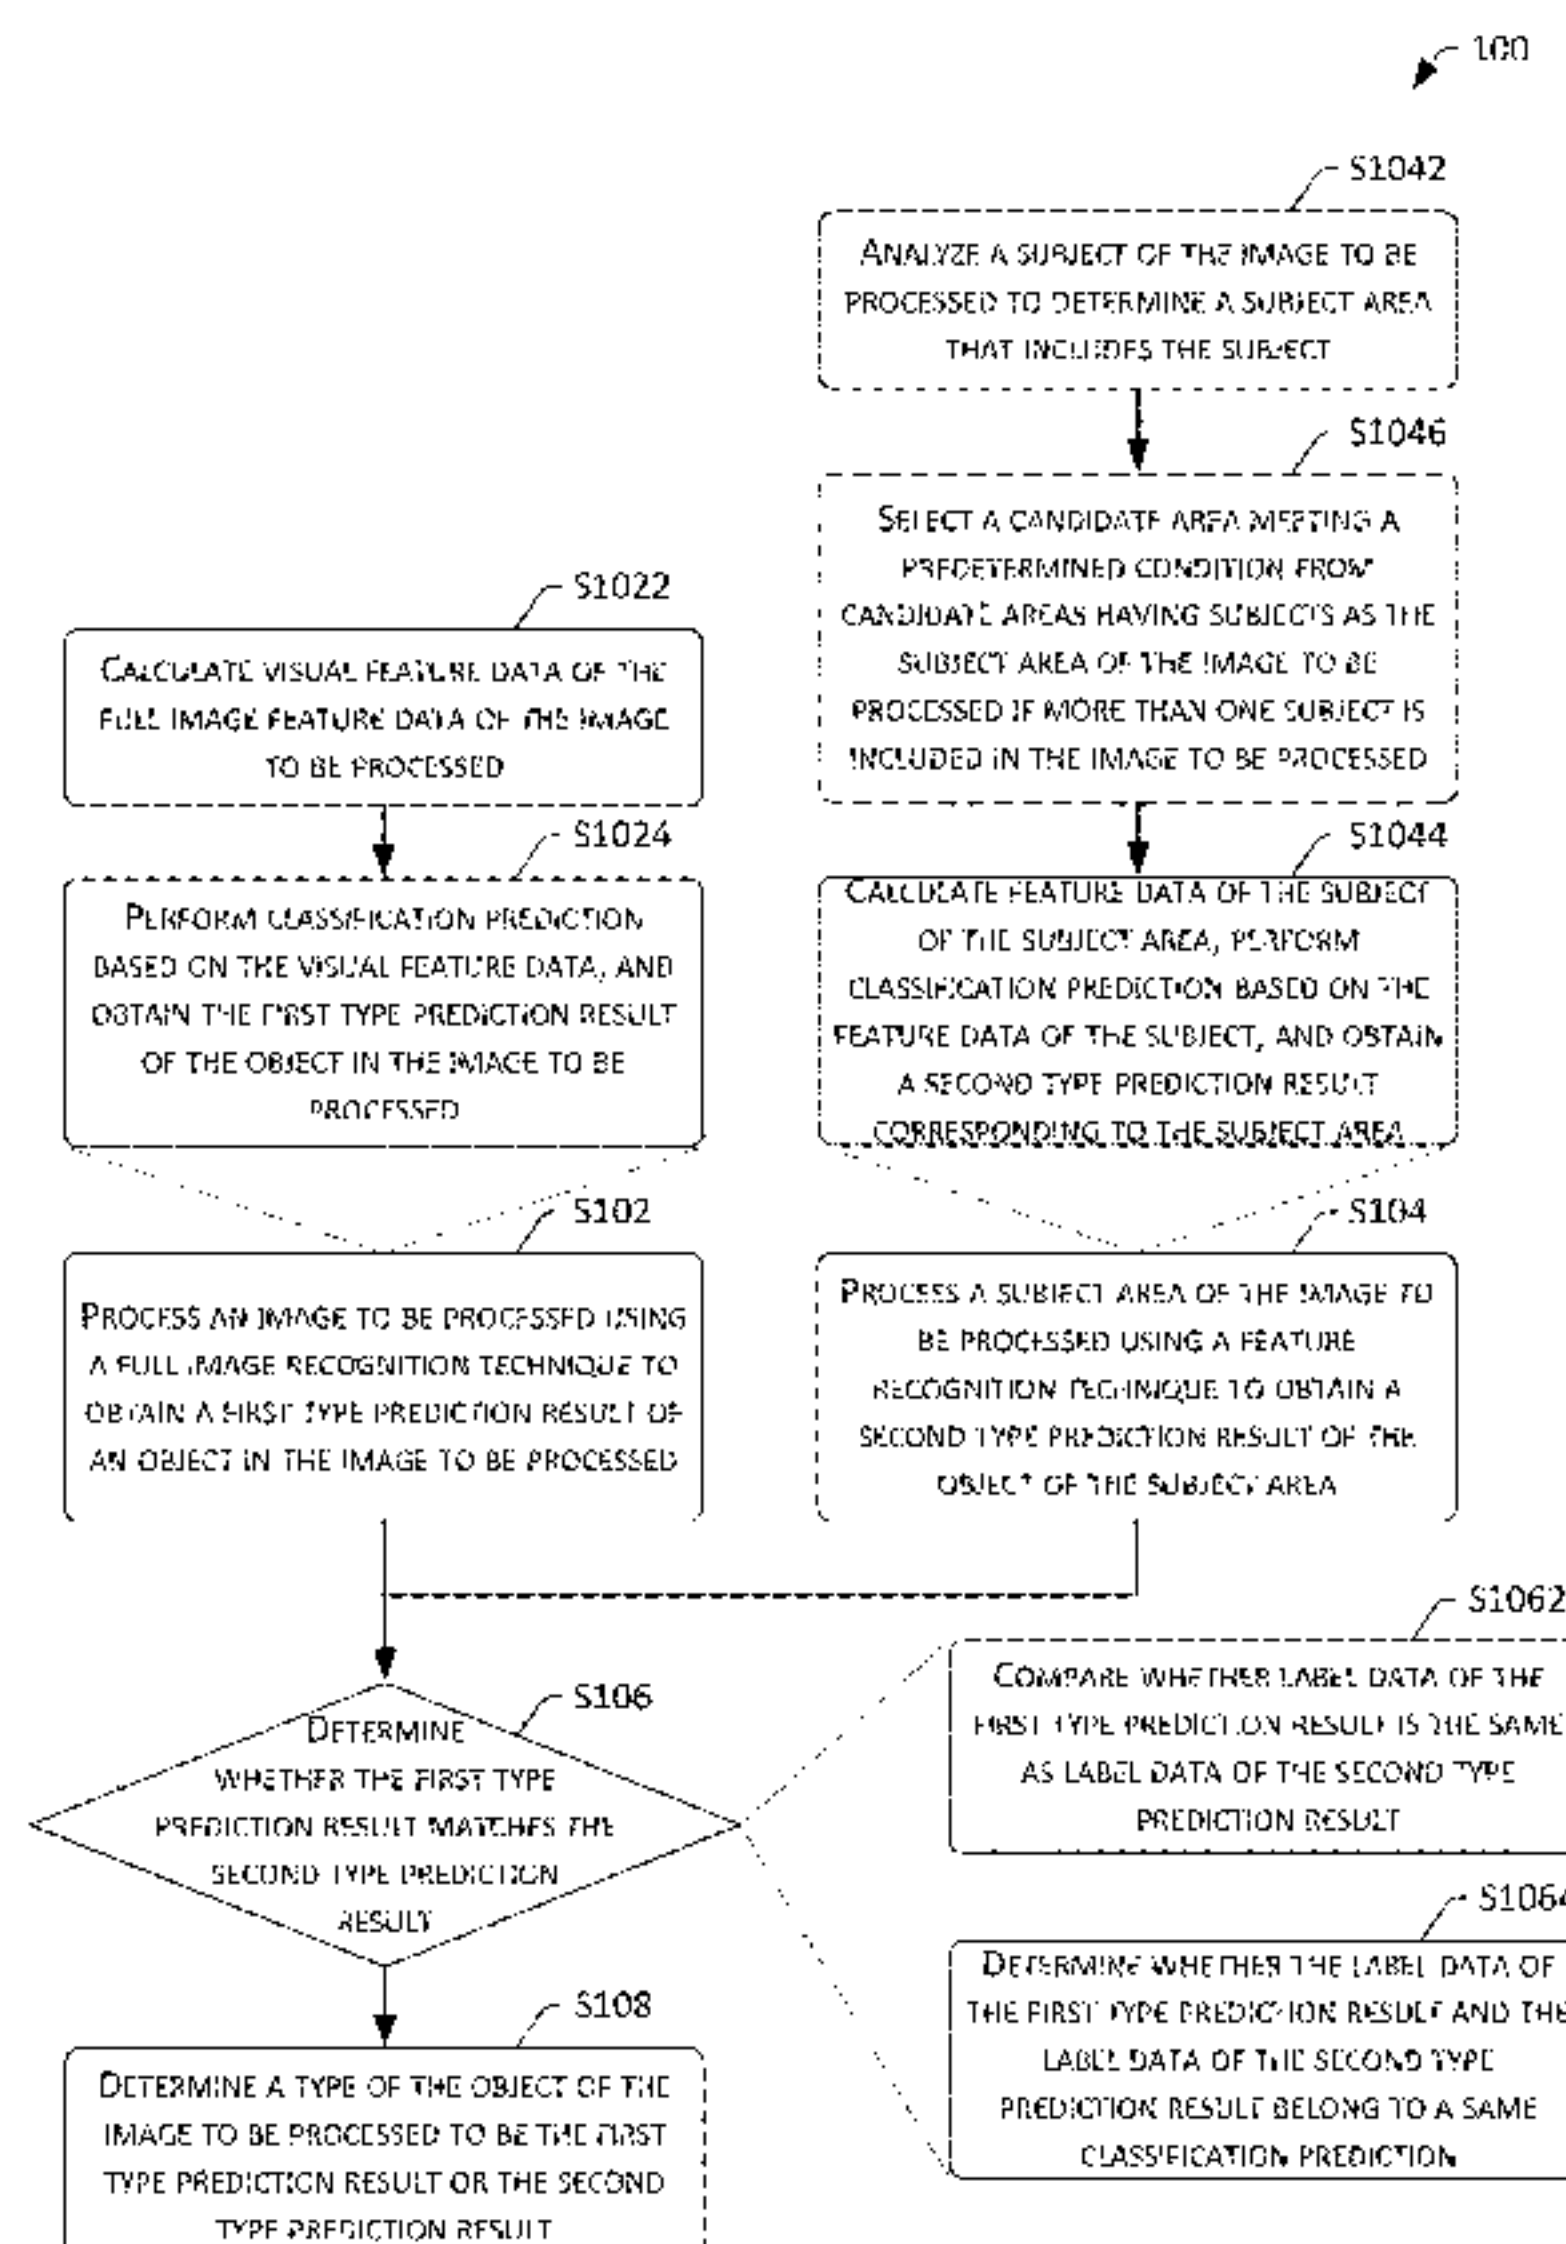 100
S1042
ANALYZE A SUBJECT OF THE IMAGE TO BE
PROCESSED TO DETERMINE A SUBJECT AREA
THAT INCLUDES THE SUBJECT
S1046
SELECT A CANDIDATE AREA MEETING A
PREDETERMINED CONDITION FROM
CANDIDATE AREAS HAVING SUBJECTS AS THE
SUBJECT AREA OF THE IMAGE TO BE
PROCESSED IF MORE THAN ONE SUBJECT IS
INCLUDED IN THE IMAGE TO BE PROCESSED
S1022
CALCULATE VISUAL FEATURE DATA OF THE
FULL IMAGE FEATURE DATA OF THE IMAGE
TO BE PROCESSED
S1024
PERFORM CLASSIFICATION PREDICTION
BASED ON THE VISUAL FEATURE DATA, AND
OBTAIN THE FIRST TYPE PREDICTION RESULT
OF THE OBJECT IN THE IMAGE TO BE
PROCESSED
S1044
CALCULATE FEATURE DATA OF THE SUBJECT
OF THE SUBJECT AREA, PERFORM
CLASSIFICATION PREDICTION BASED ON THE
FEATURE DATA OF THE SUBJECT, AND OBTAIN
A SECOND TYPE PREDICTION RESULT
CORRESPONDING TO THE SUBJECT AREA
S102
PROCESS AN IMAGE TO BE PROCESSED USING
A FULL IMAGE RECOGNITION TECHNIQUE TO
OBTAIN A FIRST TYPE PREDICTION RESULT OF
AN OBJECT IN THE IMAGE TO BE PROCESSED
S104
PROCESS A SUBJECT AREA OF THE IMAGE TO
BE PROCESSED USING A FEATURE
RECOGNITION TECHNIQUE TO OBTAIN A
SECOND TYPE PREDICTION RESULT OF THE
OBJECT OF THE SUBJECT AREA
S106
DETERMINE
WHETHER THE FIRST TYPE
PREDICTION RESULT MATCHES THE
SECOND TYPE PREDICTION
RESULT
S1062
COMPARE WHETHER LABEL DATA OF THE
FIRST TYPE PREDICTION RESULT IS THE SAME
AS LABEL DATA OF THE SECOND TYPE
PREDICTION RESULT
S1064
DETERMINE WHETHER THE LABEL DATA OF
THE FIRST TYPE PREDICTION RESULT AND THE
LABEL DATA OF THE SECOND TYPE
PREDICTION RESULT BELONG TO A SAME
CLASSIFICATION PREDICTION
S108
DETERMINE A TYPE OF THE OBJECT OF THE
IMAGE TO BE PROCESSED TO BE THE FIRST
TYPE PREDICTION RESULT OR THE SECOND
TYPE PREDICTION RESULT